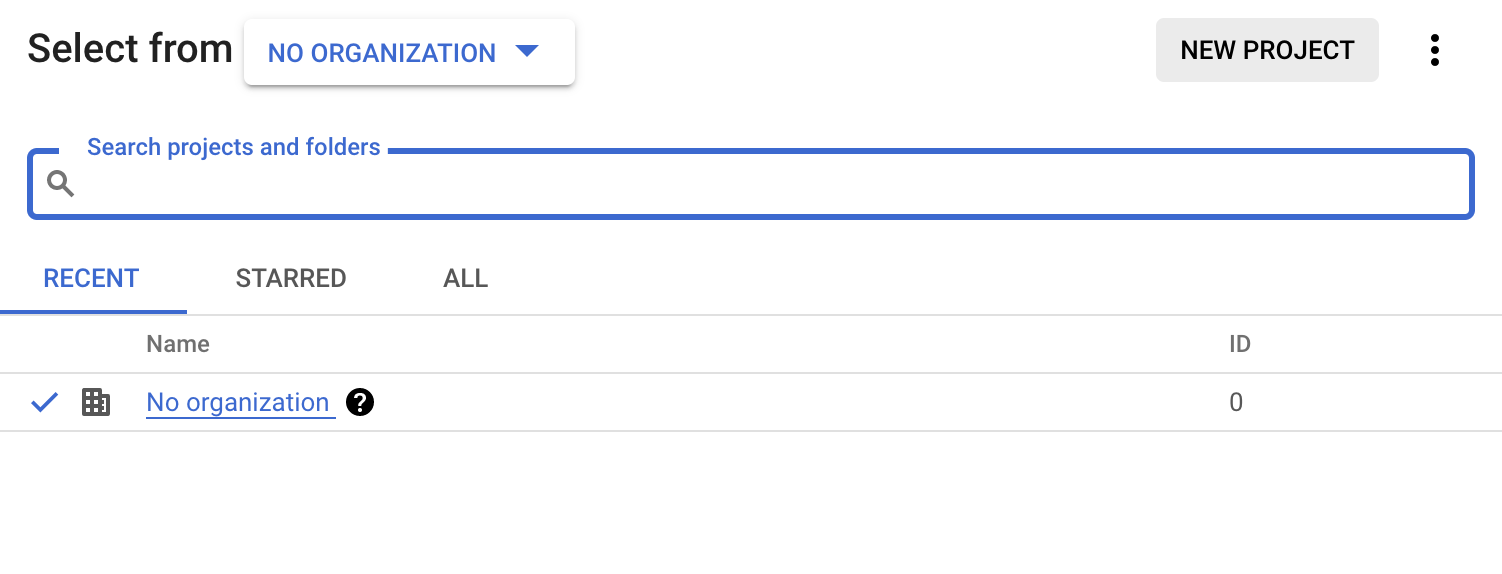 Select from NO ORGANIZATION NEW PROJECT
Search projects and folders
RECENT STARRED ALL
Name ID
No organization ? 0